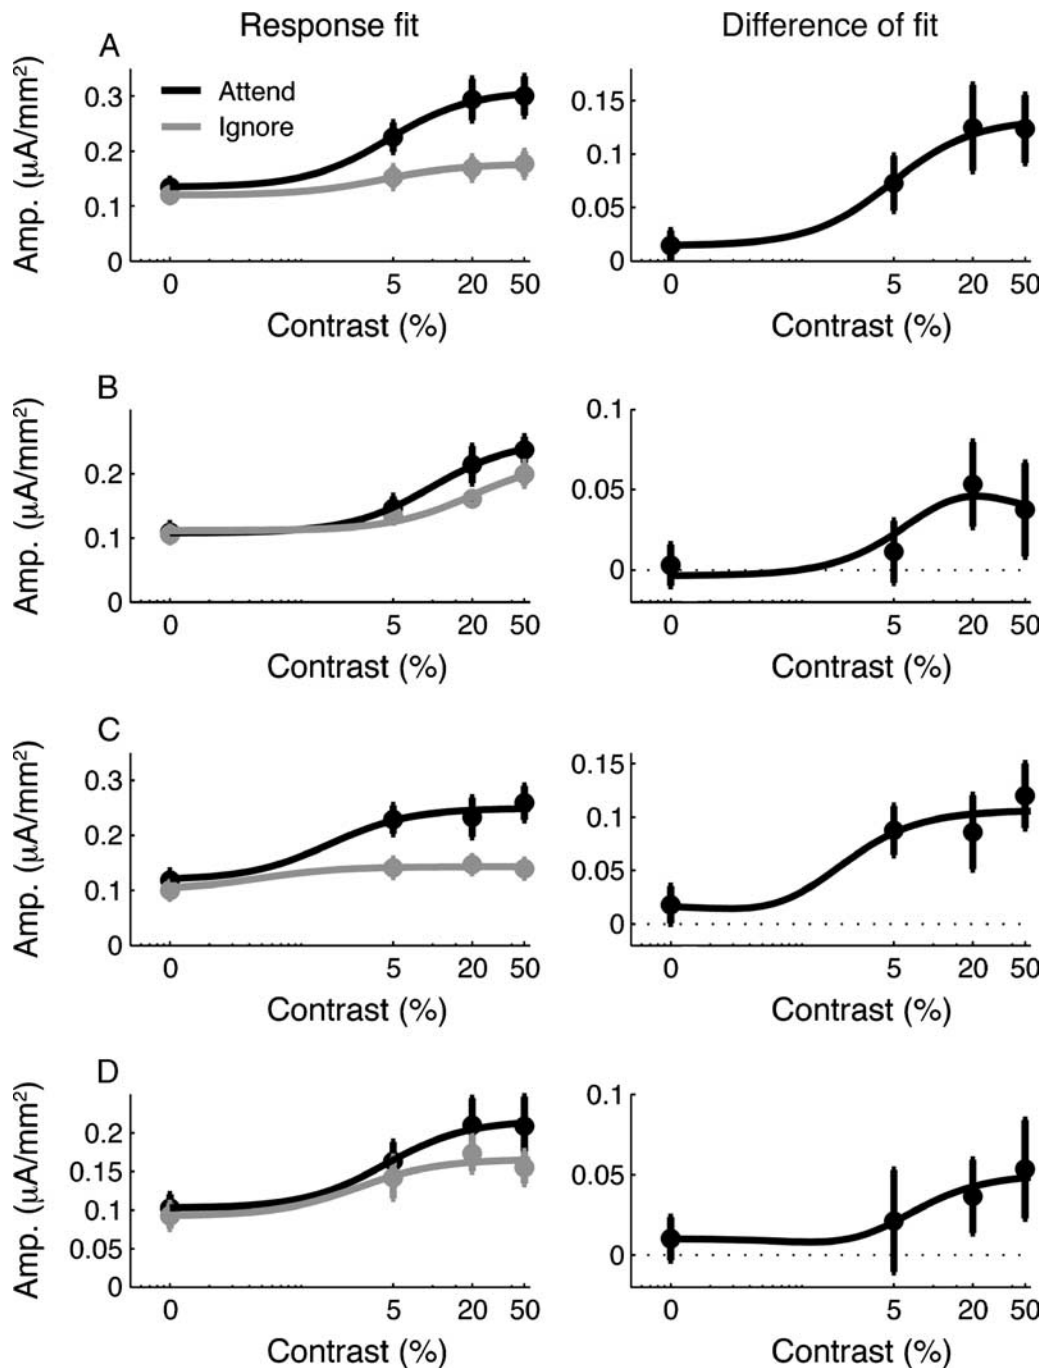 Response fit
Difference of fit
A
Amp. (μA/mm²)
0.3
0.2
0.1
0
Attend
Ignore
0 5 20 50
Contrast (%)
0.15
0.1
0.05
0
0 5 20 50
Contrast (%)
B
Amp. (μA/mm²)
0.2
0.1
0
0 5 20 50
Contrast (%)
0.1
0.05
0
0 5 20 50
Contrast (%)
C
Amp. (μA/mm²)
0.3
0.2
0.1
0
0 5 20 50
Contrast (%)
0.15
0.1
0.05
0
0 5 20 50
Contrast (%)
D
Amp. (μA/mm²)
0.2
0.15
0.1
0.05
0
0 5 20 50
Contrast (%)
0.1
0.05
0
0 5 20 50
Contrast (%)